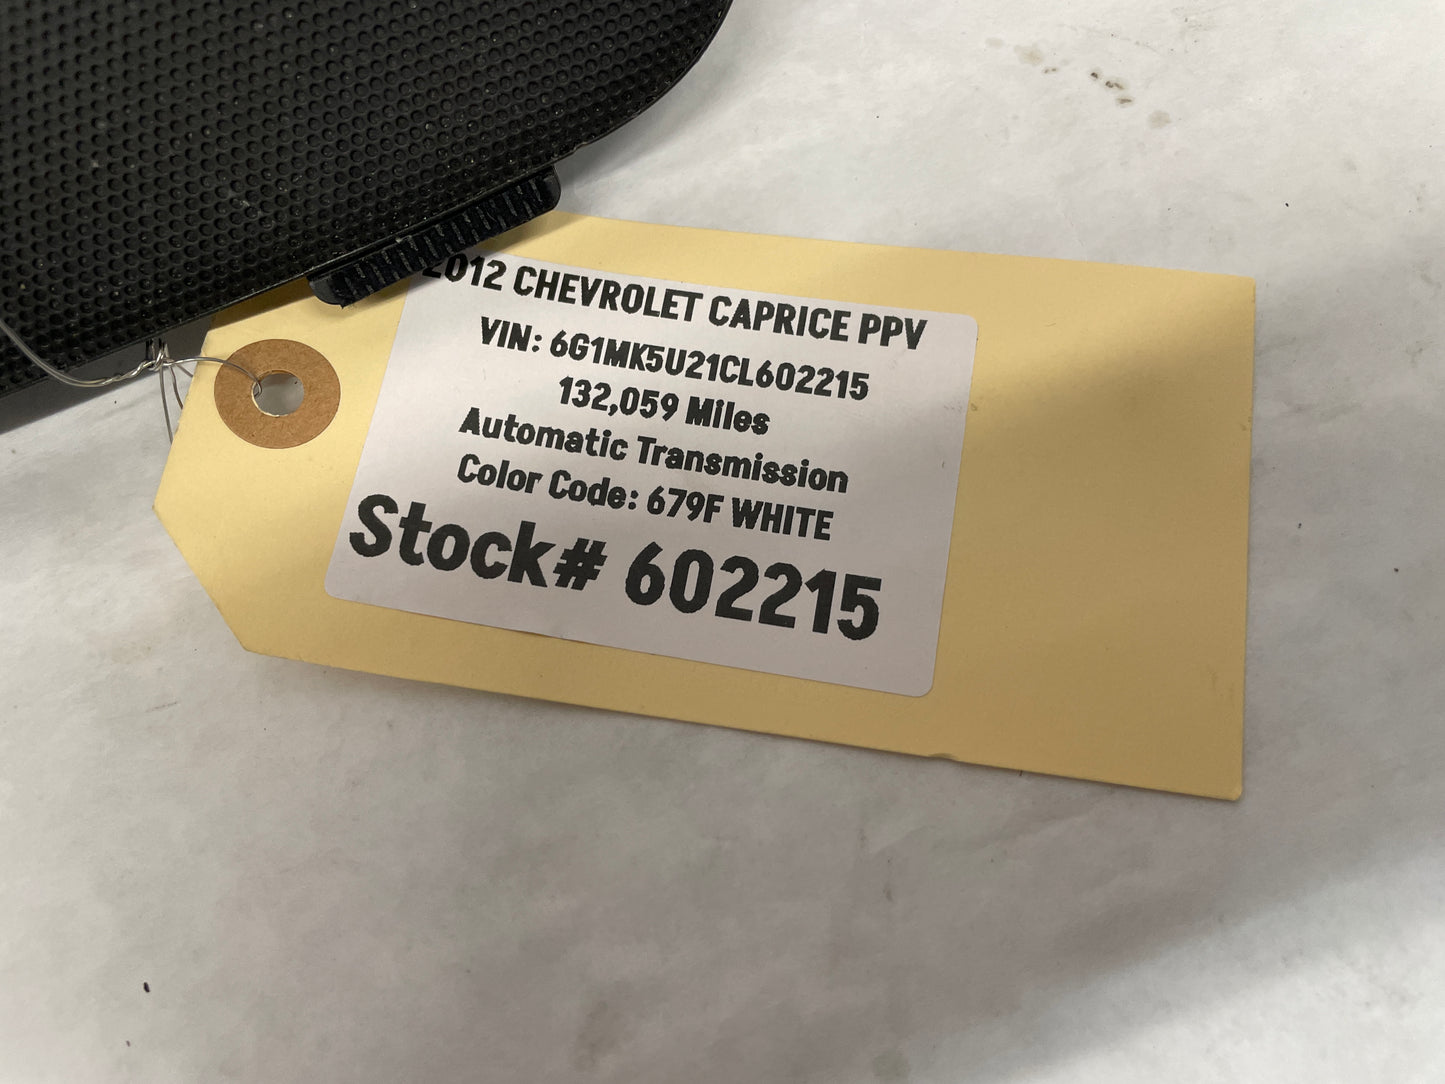 2012 CHEVROLET CAPRICE PPV
VIN: 6G1MK5U21CL602215
132,059 Miles
Automatic Transmission
Color Code: 679F WHITE
Stock# 602215